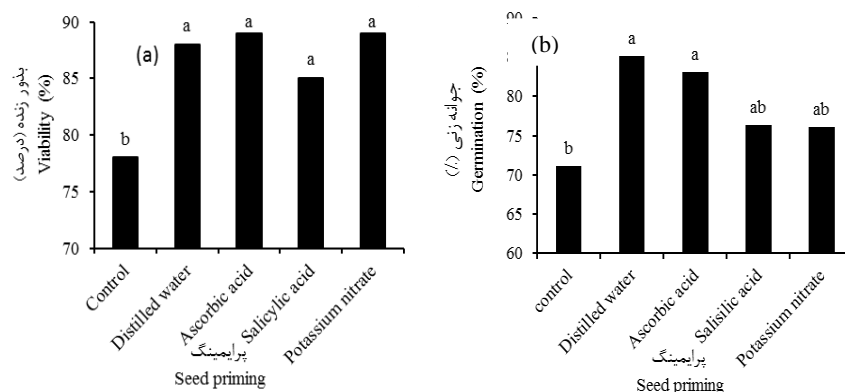 (a)
بذور زنده (درصد)
Viability (%)
90
85
80
75
70
b
a
a
a
a
Control
Distilled water
Ascorbic acid
Salicylic acid
Potassium nitrate
پرایمینگ
Seed priming
(b)
جوانه زنی (٪)
Germination (%)
90
80
75
70
65
60
b
a
a
ab
ab
control
Distilled water
Ascorbic acid
Salisilic acid
Potassium nitrate
پرایمینگ
Seed priming